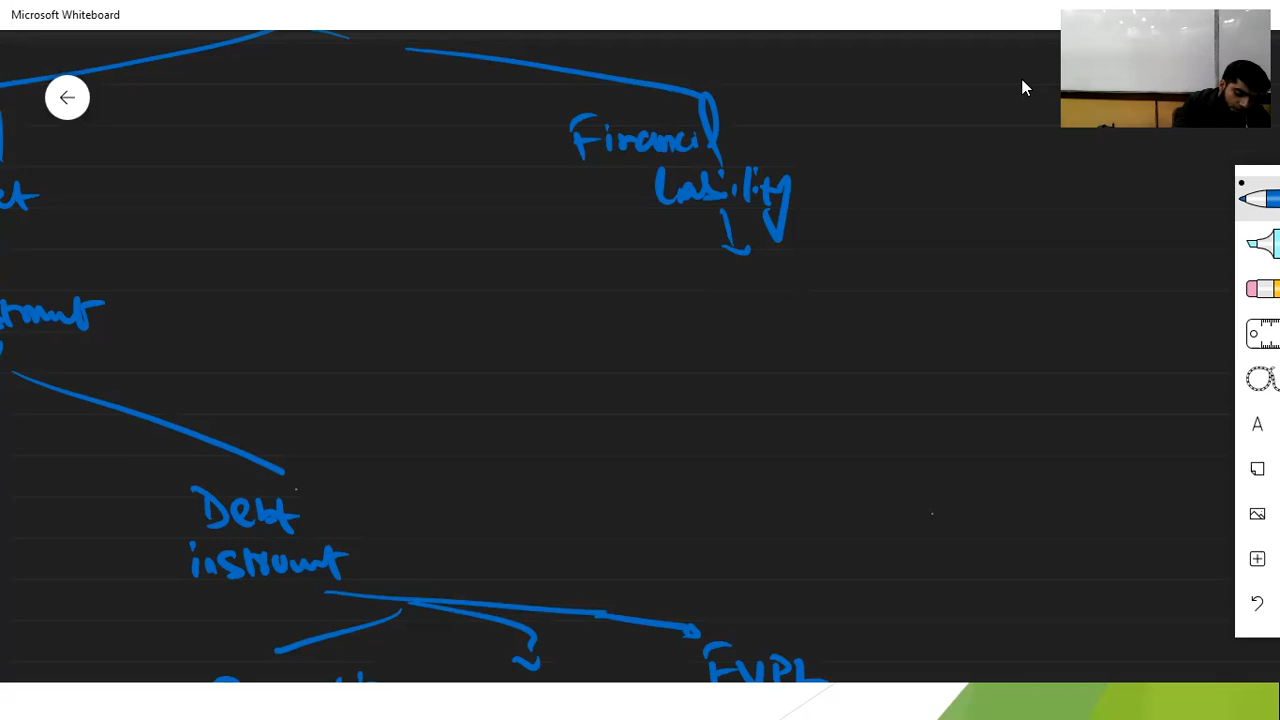 Microsoft Whiteboard
Financial
Liability
Debt
instrument
FVPL
A